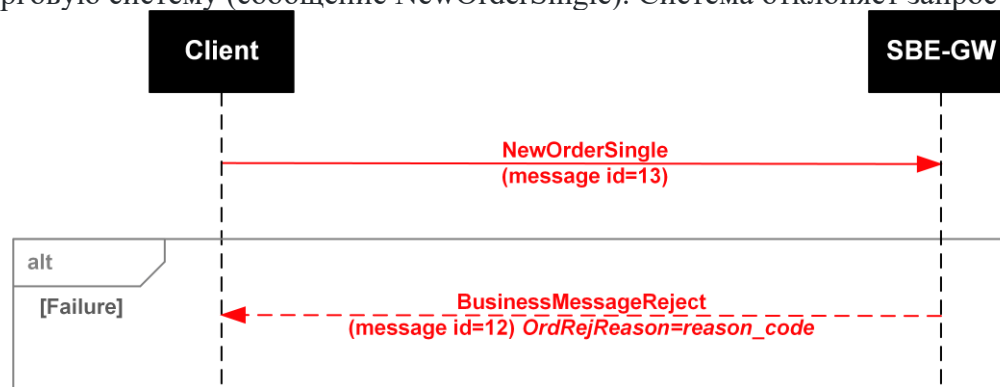 систему (сообщение NewOrderSingle). Система отклоняет запрос
Client SBE-GW
NewOrderSingle
(message id=13)
alt
[Failure]
BusinessMessageReject
(message id=12) OrdRejReason=reason_code